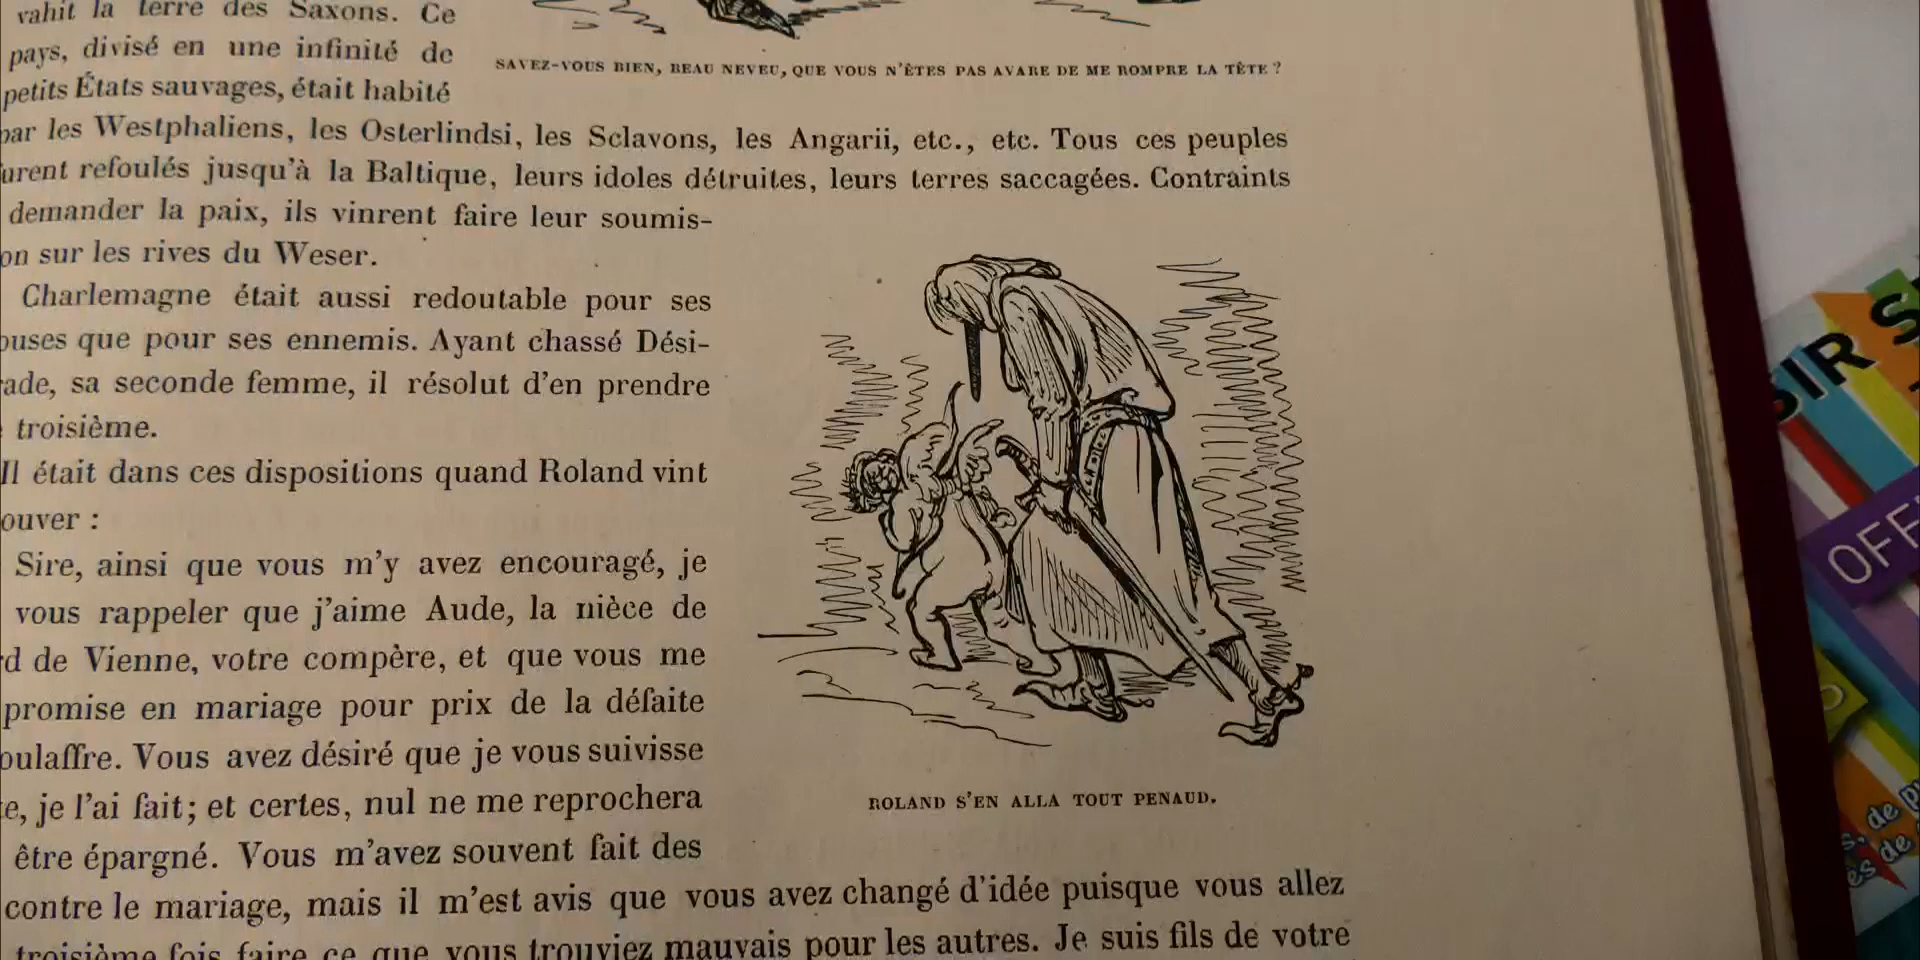 vahit la terre des Saxons. Ce
pays, divisé en une infinité de
petits États sauvages, était habité
SAVEZ-VOUS BIEN, BEAU NEVEU, QUE VOUS N'ÊTES PAS AVARE DE ME ROMPRE LA TÊTE ?
par les Westphaliens, les Osterlindsi, les Sclavons, les Angarii, etc., etc. Tous ces peuples
urent refoulés jusqu'à la Baltique, leurs idoles détruites, leurs terres saccagées. Contraints
demander la paix, ils vinrent faire leur soumis-
on sur les rives du Weser.
Charlemagne était aussi redoutable pour ses
ouses que pour ses ennemis. Ayant chassé Dési-
ade, sa seconde femme, il résolut d'en prendre
troisième.
Il était dans ces dispositions quand Roland vint
ouver :
Sire, ainsi que vous m'y avez encouragé, je
vous rappeler que j'aime Aude, la nièce de
d de Vienne, votre compère, et que vous me
promise en mariage pour prix de la défaite
oulaffre. Vous avez désiré que je vous suivisse
e, je l'ai fait; et certes, nul ne me reprochera
être épargné. Vous m'avez souvent fait des
ROLAND S'EN ALLA TOUT PENAUD.
contre le mariage, mais il m'est avis que vous avez changé d'idée puisque vous allez
troisième fois faire ce que vous trouviez mauvais pour les autres. Je suis fils de votre
SIR S
OFF
s, de p
es de